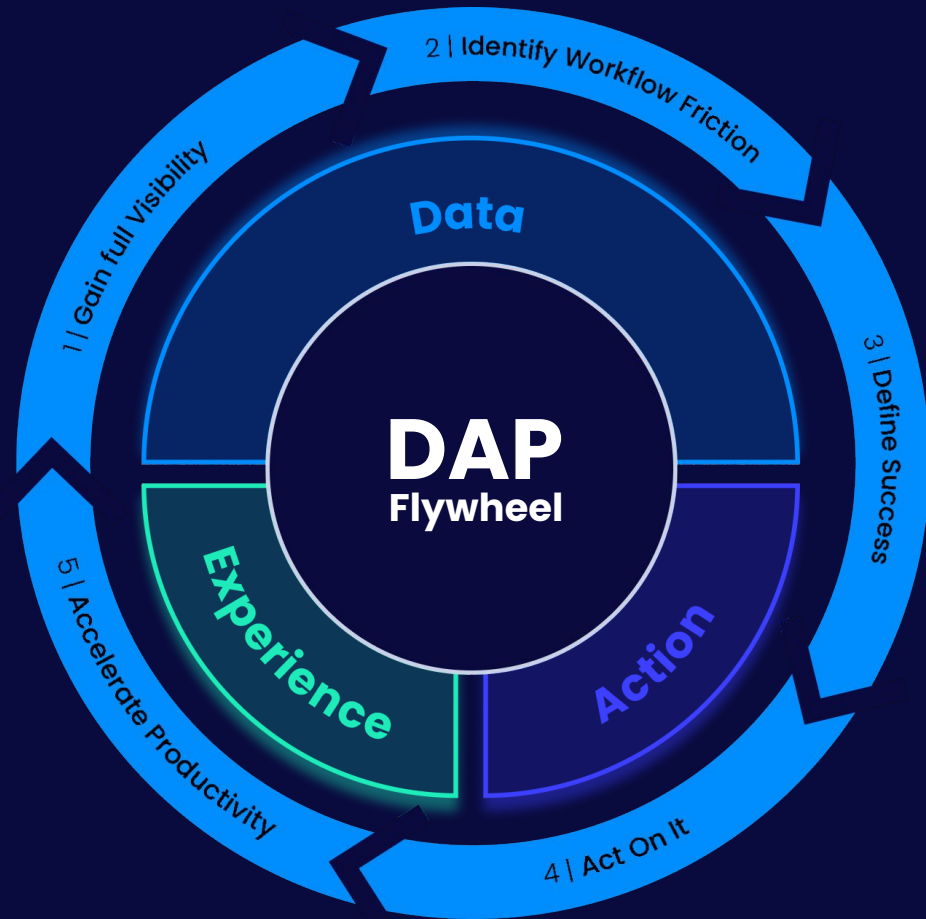 1 | Gain full Visibility
2 | Identify Workflow Friction
3 | Define Success
4 | Act On It
5 | Accelerate Productivity
Data
Action
Experience
DAP
Flywheel